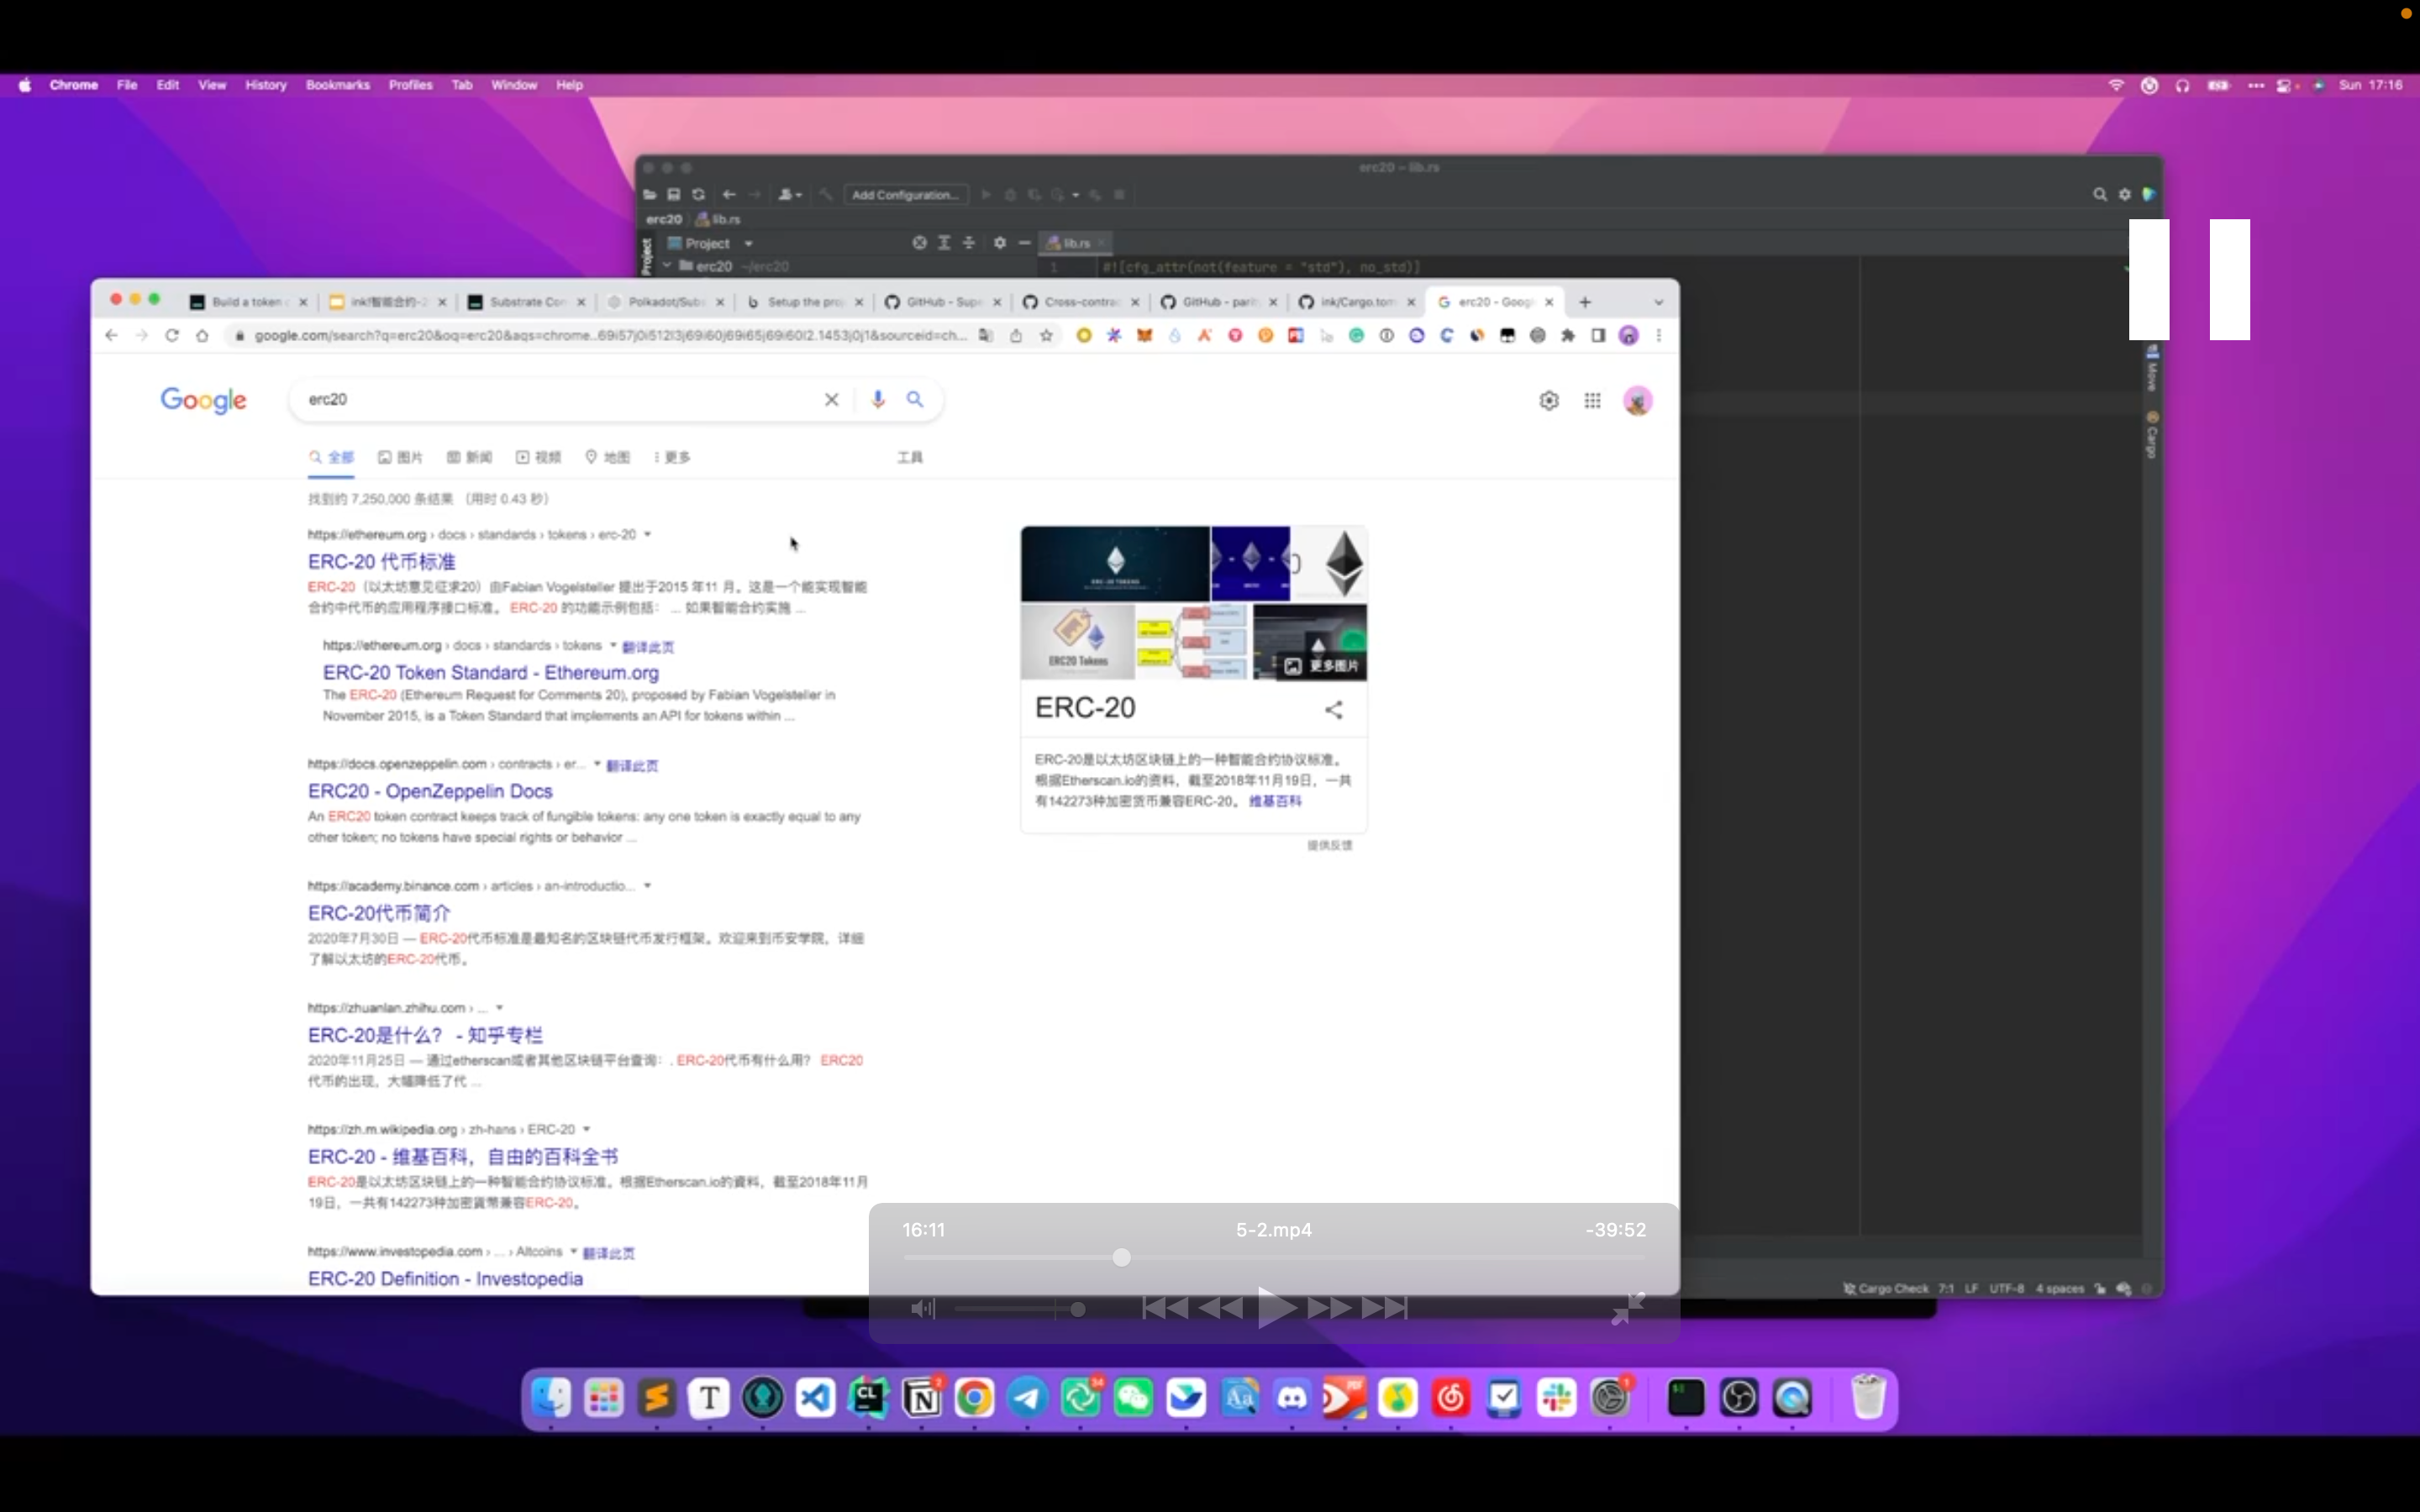 Chrome File Edit View History Bookmarks Profiles Tab Window Help
Sun 17:16
erc20 – lib.rs
Add Configuration...
erc20 lib.rs
Project
Project
lib.rs
erc20 ~/erc20
1 #![cfg_attr(not(feature = "std"), no_std)]
Build a token
ink!智能合约-2
Substrate Con
Polkadot/Subs
Setup the proj
GitHub - Supe
Cross-contrac
GitHub - parit
ink/Cargo.tom
erc20 - Googl
google.com/search?q=erc20&oq=erc20&aqs=chrome...69i57j0i512l3j69i60j69i65j69i60l2.1453j0j1&sourceid=ch...
Move
Cargo
Google
erc20
全部 图片 新闻 视频 地图 更多 工具
找到约 7,250,000 条结果 （用时 0.43 秒）
https://ethereum.org › docs › standards › tokens › erc-20
ERC-20 代币标准
ERC-20（以太坊意见征求20）由Fabian Vogelsteller 提出于2015 年11 月。这是一个能实现智能
合约中代币的应用程序接口标准。 ERC-20 的功能示例包括： ... 如果智能合约实施 ...
https://ethereum.org › docs › standards › tokens 翻译此页
ERC-20 Token Standard - Ethereum.org
The ERC-20 (Ethereum Request for Comments 20), proposed by Fabian Vogelsteller in
November 2015, is a Token Standard that implements an API for tokens within ...
https://docs.openzeppelin.com › contracts › er... 翻译此页
ERC20 - OpenZeppelin Docs
An ERC20 token contract keeps track of fungible tokens: any one token is exactly equal to any
other token; no tokens have special rights or behavior ...
https://academy.binance.com › articles › an-introductio...
ERC-20代币简介
2020年7月30日 — ERC-20代币标准是最知名的区块链代币发行框架。欢迎来到币安学院，详细
了解以太坊的ERC-20代币。
https://zhuanlan.zhihu.com › ...
ERC-20是什么？ - 知乎专栏
2020年11月25日 — 通过etherscan或者其他区块链平台查询：. ERC-20代币有什么用？ ERC20
代币的出现，大幅降低了代 ...
https://zh.m.wikipedia.org › zh-hans › ERC-20
ERC-20 - 维基百科，自由的百科全书
ERC-20是以太坊区块链上的一种智能合约协议标准。根据Etherscan.io的資料，截至2018年11月
19日，一共有142273种加密貨幣兼容ERC-20。
https://www.investopedia.com › ... › Altcoins 翻译此页
ERC-20 Definition - Investopedia
ERC-20 TOKENS
ERC20 Tokens
更多图片
ERC-20
ERC-20是以太坊区块链上的一种智能合约协议标准。
根据Etherscan.io的资料，截至2018年11月19日，一共
有142273种加密货币兼容ERC-20。 维基百科
提供反馈
16:11 5-2.mp4 -39:52
Cargo Check 7:1 LF UTF-8 4 spaces
T
CL
N
2
34
Aa
PDF
1